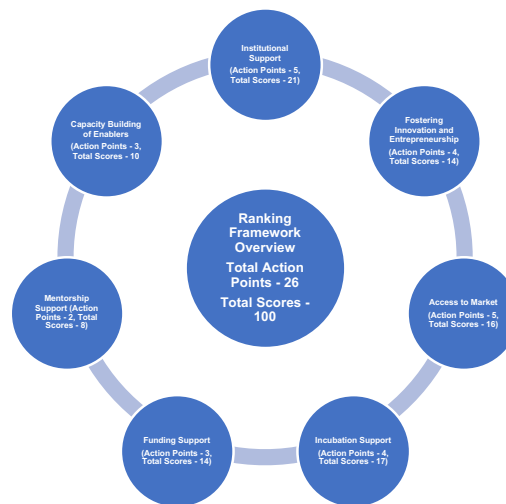 Institutional
Support
(Action Points - 5,
Total Scores - 21)
Fostering
Innovation and
Entrepreneurship
(Action Points - 4,
Total Scores - 14)
Access to Market
(Action Points - 5,
Total Scores - 16)
Incubation Support
(Action Points - 4,
Total Scores - 17)
Funding Support
(Action Points - 3,
Total Scores - 14)
Mentorship
Support (Action
Points - 2, Total
Scores - 8)
Capacity Building
of Enablers
(Action Points - 3,
Total Scores - 10
Ranking
Framework
Overview
Total Action
Points - 26
Total Scores -
100